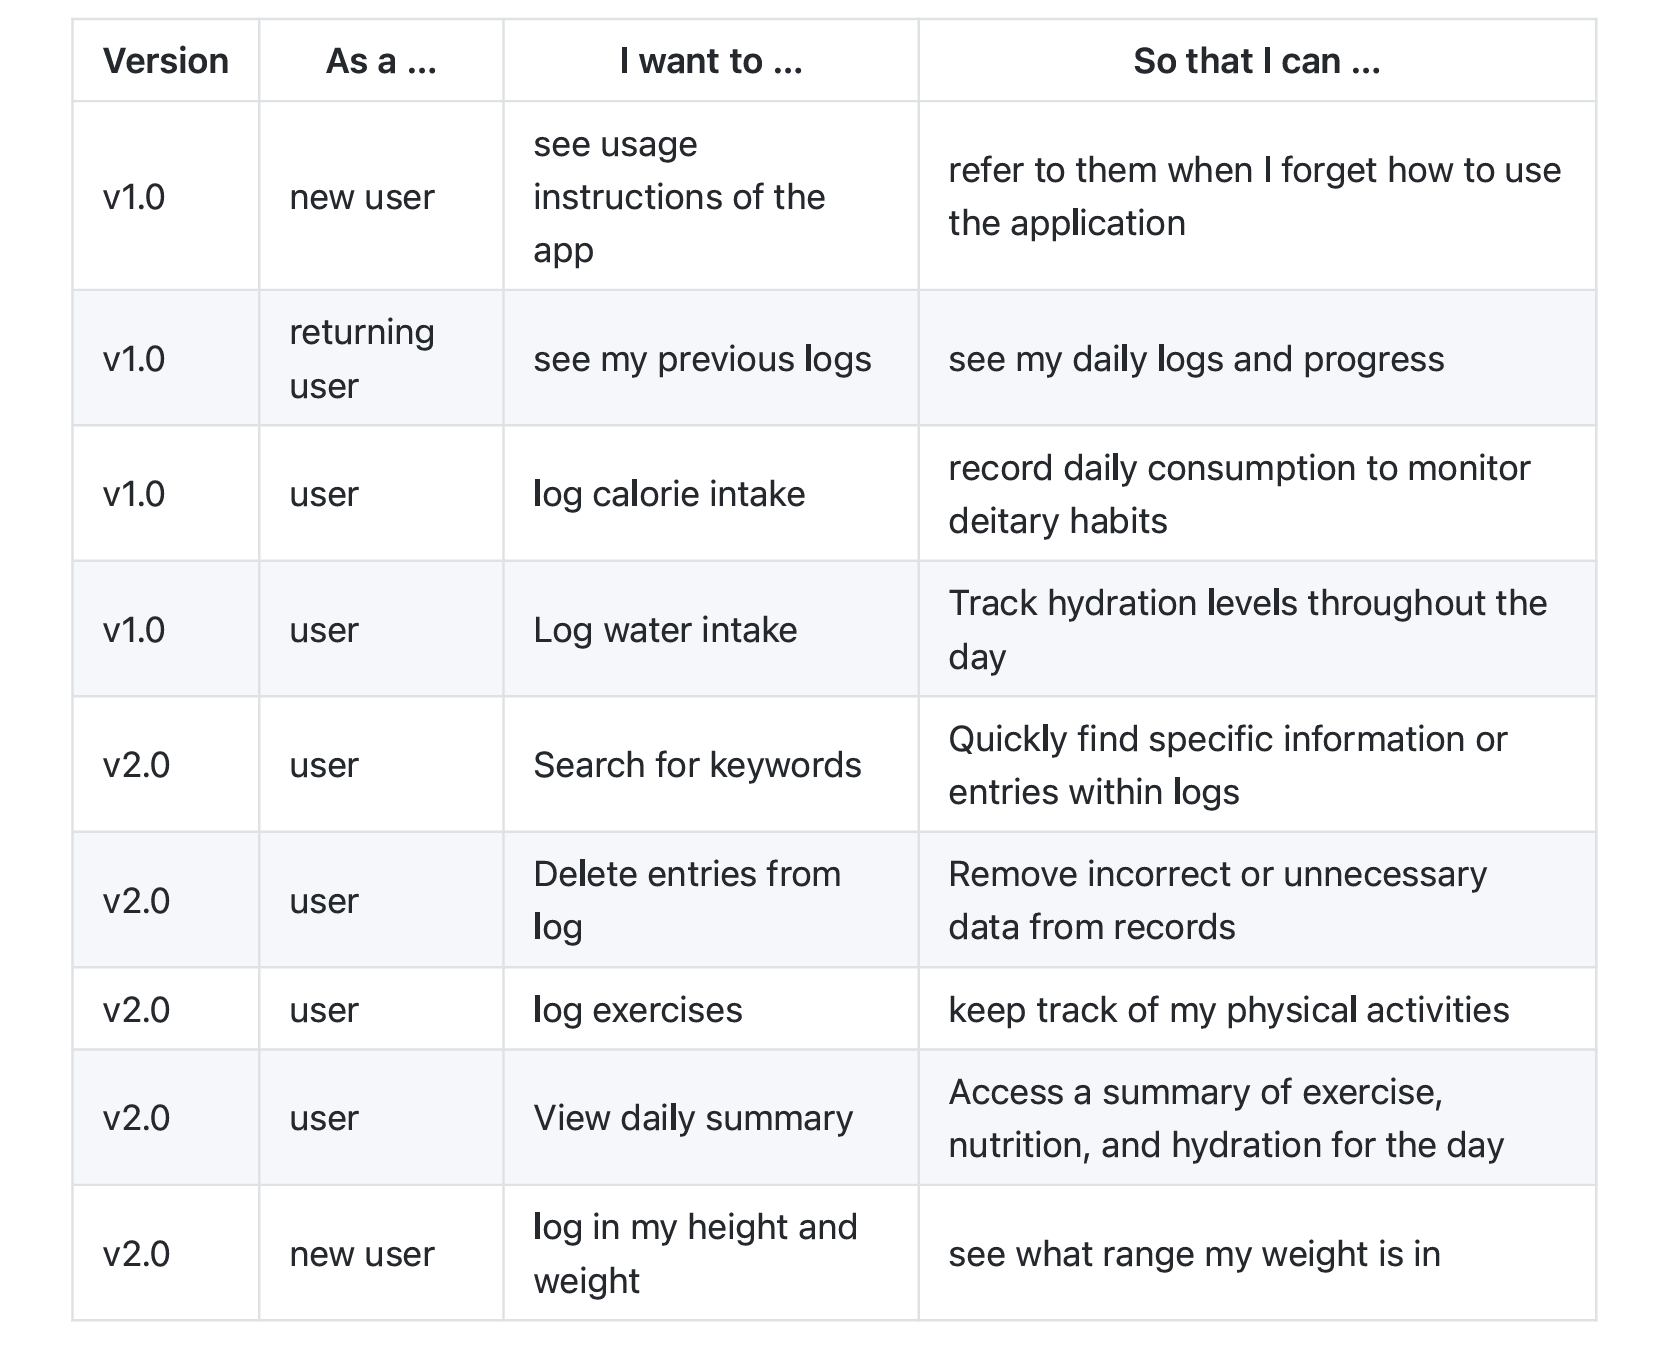 Version As a ... I want to ... So that I can ...
v1.0 new user see usage instructions of the app refer to them when I forget how to use the application
v1.0 returning user see my previous logs see my daily logs and progress
v1.0 user log calorie intake record daily consumption to monitor deitary habits
v1.0 user Log water intake Track hydration levels throughout the day
v2.0 user Search for keywords Quickly find specific information or entries within logs
v2.0 user Delete entries from log Remove incorrect or unnecessary data from records
v2.0 user log exercises keep track of my physical activities
v2.0 user View daily summary Access a summary of exercise, nutrition, and hydration for the day
v2.0 new user log in my height and weight see what range my weight is in